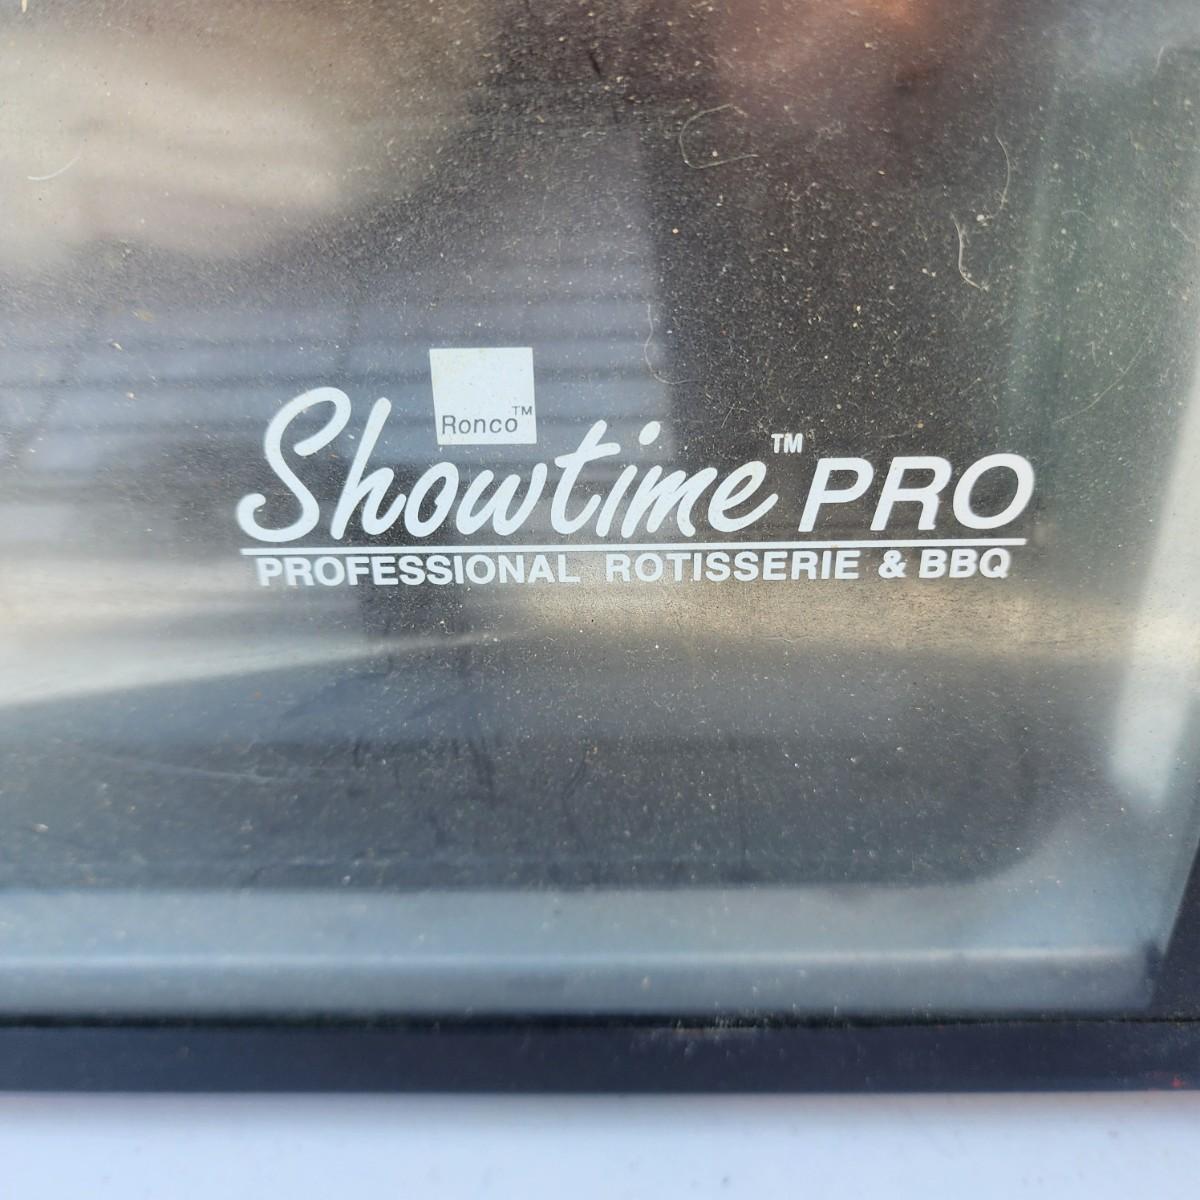 Ronco™
Showtime™ PRO
PROFESSIONAL ROTISSERIE & BBQ